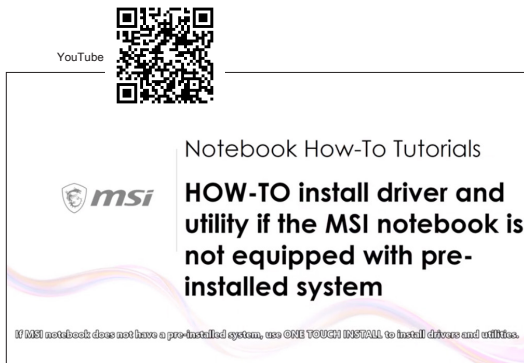 YouTube
Notebook How-To Tutorials
msi
HOW-TO install driver and
utility if the MSI notebook is
not equipped with pre-
installed system
If MSI notebook does not have a pre-installed system, use ONE TOUCH INSTALL to install drivers and utilities.